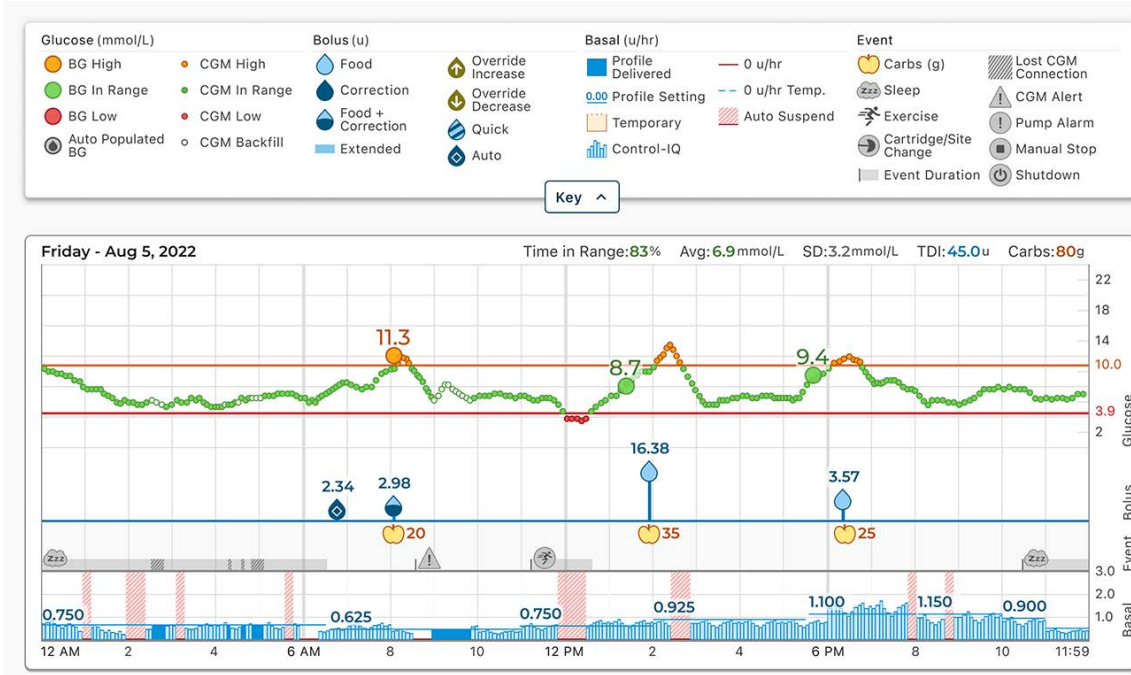 Glucose (mmol/L)
BG High
BG In Range
BG Low
Auto Populated
BG
CGM High
CGM In Range
CGM Low
CGM Backfill
Bolus (u)
Food
Correction
Food +
Correction
Extended
Override
Increase
Override
Decrease
Quick
Auto
Basal (u/hr)
Profile
Delivered
0.00 Profile Setting
Temporary
Control-IQ
0 u/hr
0 u/hr Temp.
Auto Suspend
Event
Carbs (g)
zzz Sleep
Exercise
Cartridge/Site
Change
Event Duration
Lost CGM
Connection
! CGM Alert
! Pump Alarm
Manual Stop
Shutdown
Key
Friday - Aug 5, 2022 Time in Range:83% Avg:6.9mmol/L SD:3.2mmol/L TDI:45.0u Carbs:80g
22
18
14
10.0
3.9
2
Glucose
11.3
8.7
9.4
2.34
2.98
16.38
3.57
Bolus
20
35
25
zzz
!
zzz
Event
3.0
2.0
1.0
Basal
0.750
0.625
0.750
0.925
1.100
1.150
0.900
12 AM 2 4 6 AM 8 10 12 PM 2 4 6 PM 8 10 11:59